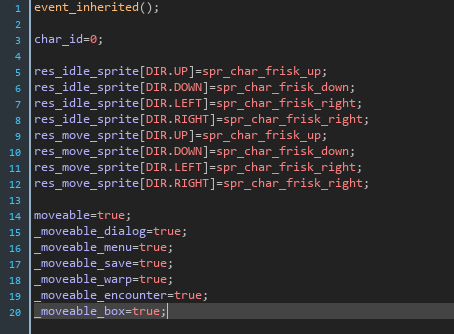 1 event_inherited();
2
3 char_id=0;
4
5 res_idle_sprite[DIR.UP]=spr_char_frisk_up;
6 res_idle_sprite[DIR.DOWN]=spr_char_frisk_down;
7 res_idle_sprite[DIR.LEFT]=spr_char_frisk_right;
8 res_idle_sprite[DIR.RIGHT]=spr_char_frisk_right;
9 res_move_sprite[DIR.UP]=spr_char_frisk_up;
10 res_move_sprite[DIR.DOWN]=spr_char_frisk_down;
11 res_move_sprite[DIR.LEFT]=spr_char_frisk_right;
12 res_move_sprite[DIR.RIGHT]=spr_char_frisk_right;
13
14 moveable=true;
15 _moveable_dialog=true;
16 _moveable_menu=true;
17 _moveable_save=true;
18 _moveable_warp=true;
19 _moveable_encounter=true;
20 _moveable_box=true;